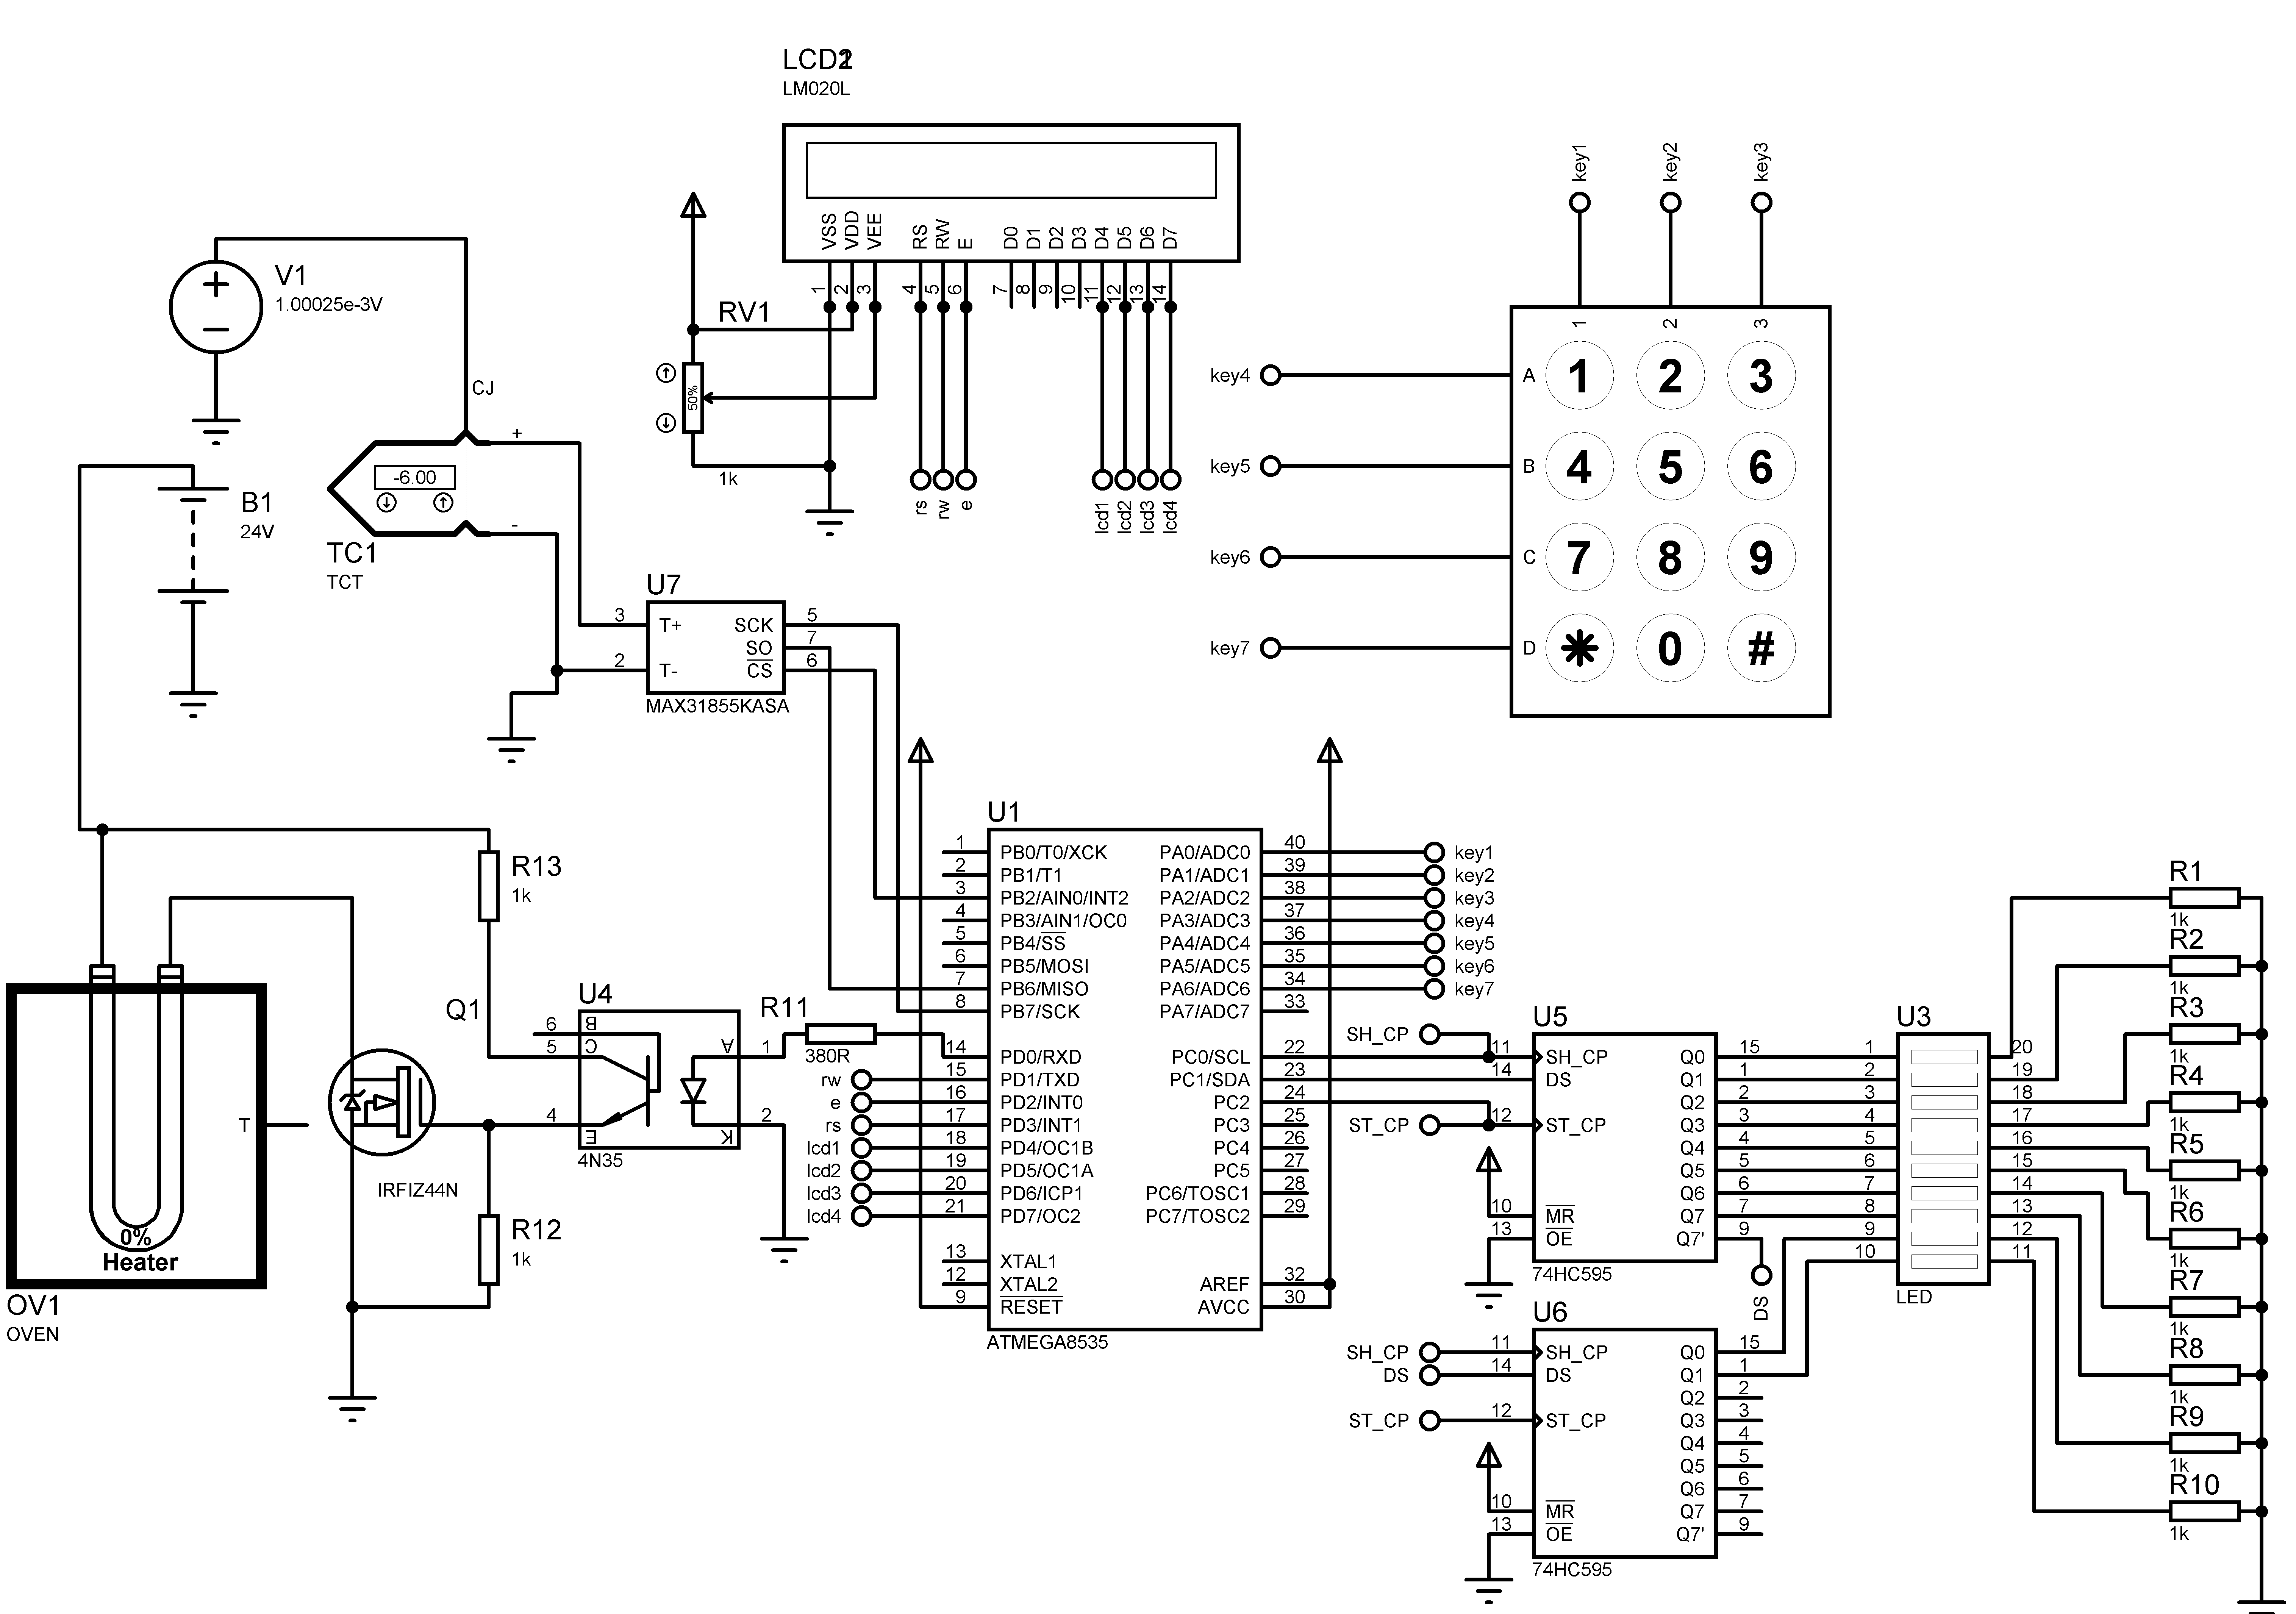 LCD1
LM020L
VSS
VDD
VEE
RS
RW
E
D0
D1
D2
D3
D4
D5
D6
D7
1
2
3
4
5
6
7
8
9
10
11
12
13
14
rs
rw
e
lcd1
lcd2
lcd3
lcd4
RV1
50%
1k
V1
1.00025e-3V
CJ
+
-
-6.00
TC1
TCT
B1
24V
key1
key2
key3
1
2
3
key4
A
1 2 3
key5
B
4 5 6
key6
C
7 8 9
key7
D
* 0 #
U7
3 T+ SCK 5
SO 7
2 T- CS 6
MAX31855KASA
R13
1k
Q1
IRFIZ44N
R12
1k
T
0%
Heater
OV1
OVEN
U4
6 B
5 C
4 E
A 1
K 2
4N35
R11
380R
U1
1 PB0/T0/XCK PA0/ADC0 40 key1
2 PB1/T1 PA1/ADC1 39 key2
3 PB2/AIN0/INT2 PA2/ADC2 38 key3
4 PB3/AIN1/OC0 PA3/ADC3 37 key4
5 PB4/SS PA4/ADC4 36 key5
6 PB5/MOSI PA5/ADC5 35 key6
7 PB6/MISO PA6/ADC6 34 key7
8 PB7/SCK PA7/ADC7 33
14 PD0/RXD PC0/SCL 22
rw 15 PD1/TXD PC1/SDA 23
e 16 PD2/INT0 PC2 24
rs 17 PD3/INT1 PC3 25
lcd1 18 PD4/OC1B PC4 26
lcd2 19 PD5/OC1A PC5 27
lcd3 20 PD6/ICP1 PC6/TOSC1 28
lcd4 21 PD7/OC2 PC7/TOSC2 29
13 XTAL1
12 XTAL2 AREF 32
9 RESET AVCC 30
ATMEGA8535
U5
SH_CP
11 SH_CP Q0 15
14 DS Q1 1
Q2 2
ST_CP 12 ST_CP Q3 3
Q4 4
Q5 5
Q6 6
10 MR Q7 7
13 OE Q7' 9
74HC595
DS
U6
SH_CP 11 SH_CP Q0 15
DS 14 DS Q1 1
Q2 2
ST_CP 12 ST_CP Q3 3
Q4 4
Q5 5
Q6 6
10 MR Q7 7
13 OE Q7' 9
74HC595
U3
1 20
2 19
3 18
4 17
5 16
6 15
7 14
8 13
9 12
10 11
LED
R1
1k
R2
1k
R3
1k
R4
1k
R5
1k
R6
1k
R7
1k
R8
1k
R9
1k
R10
1k